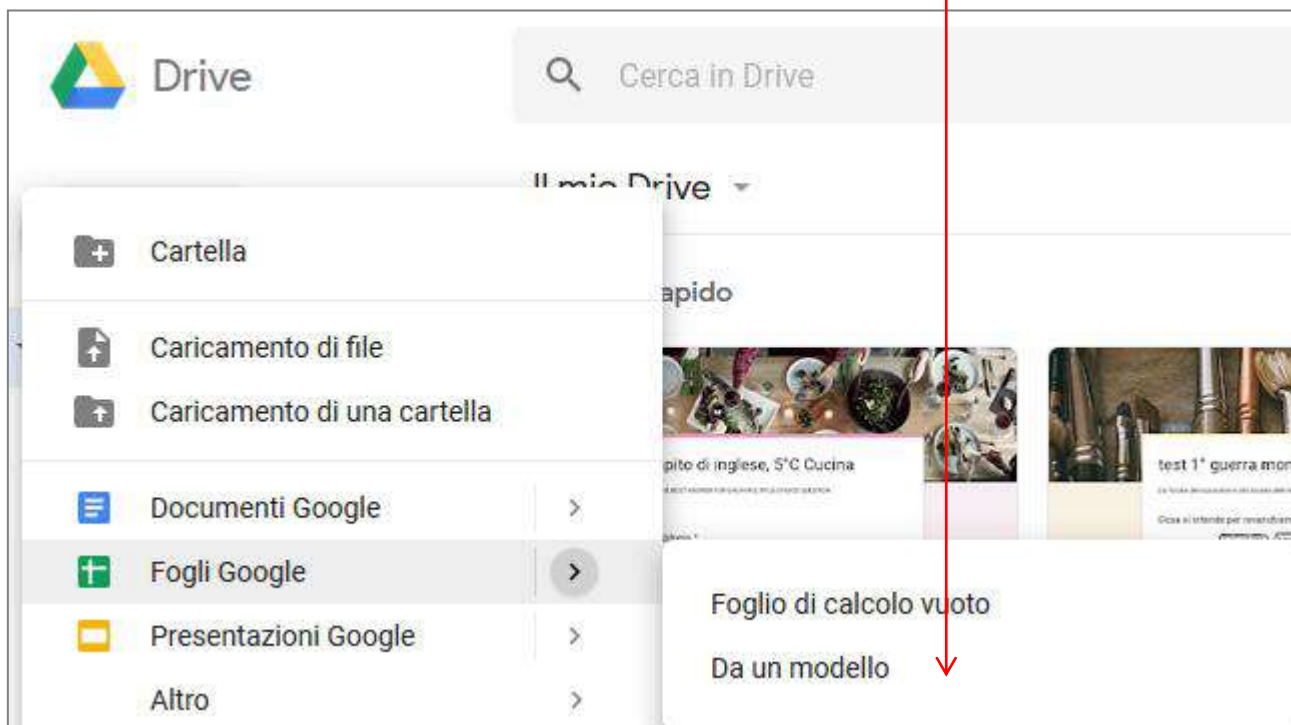 Drive
Cerca in Drive
Il mio Drive
Cartella
apido
Caricamento di file
Caricamento di una cartella
pito di inglese, 5°C Cucina
test 1° guerra mon
Documenti Google
Fogli Google
Foglio di calcolo vuoto
Presentazioni Google
Da un modello
Altro